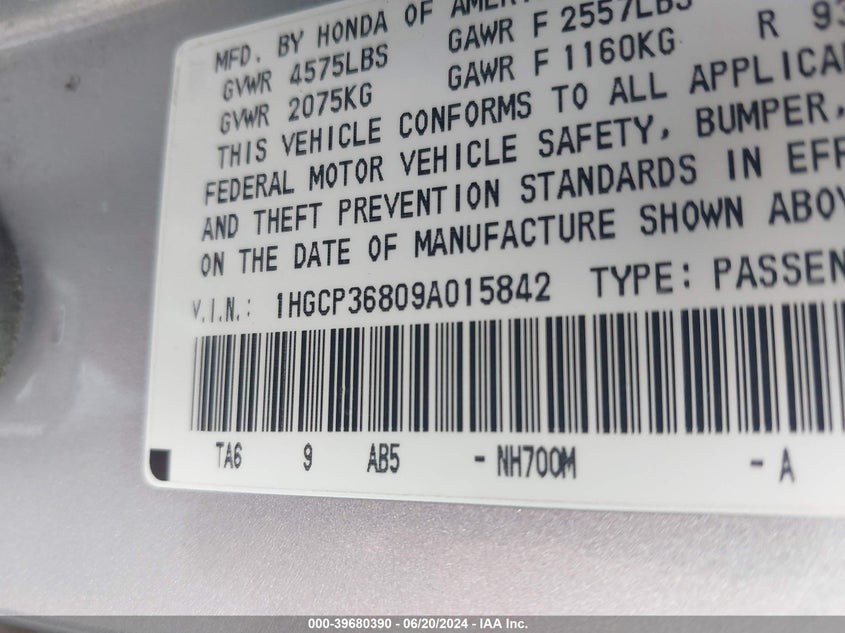 MFD. BY HONDA OF AMER
GVWR 4575LBS GAWR F 2557LBS R 93
GVWR 2075KG GAWR F 1160KG
THIS VEHICLE CONFORMS TO ALL APPLICA
FEDERAL MOTOR VEHICLE SAFETY, BUMPER,
AND THEFT PREVENTION STANDARDS IN EFF
ON THE DATE OF MANUFACTURE SHOWN ABOV
V.I.N.: 1HGCP36809A015842 TYPE: PASSEN
TA6 9 AB5 - NH700M - A
000-39680390 - 06/20/2024 - IAA Inc.